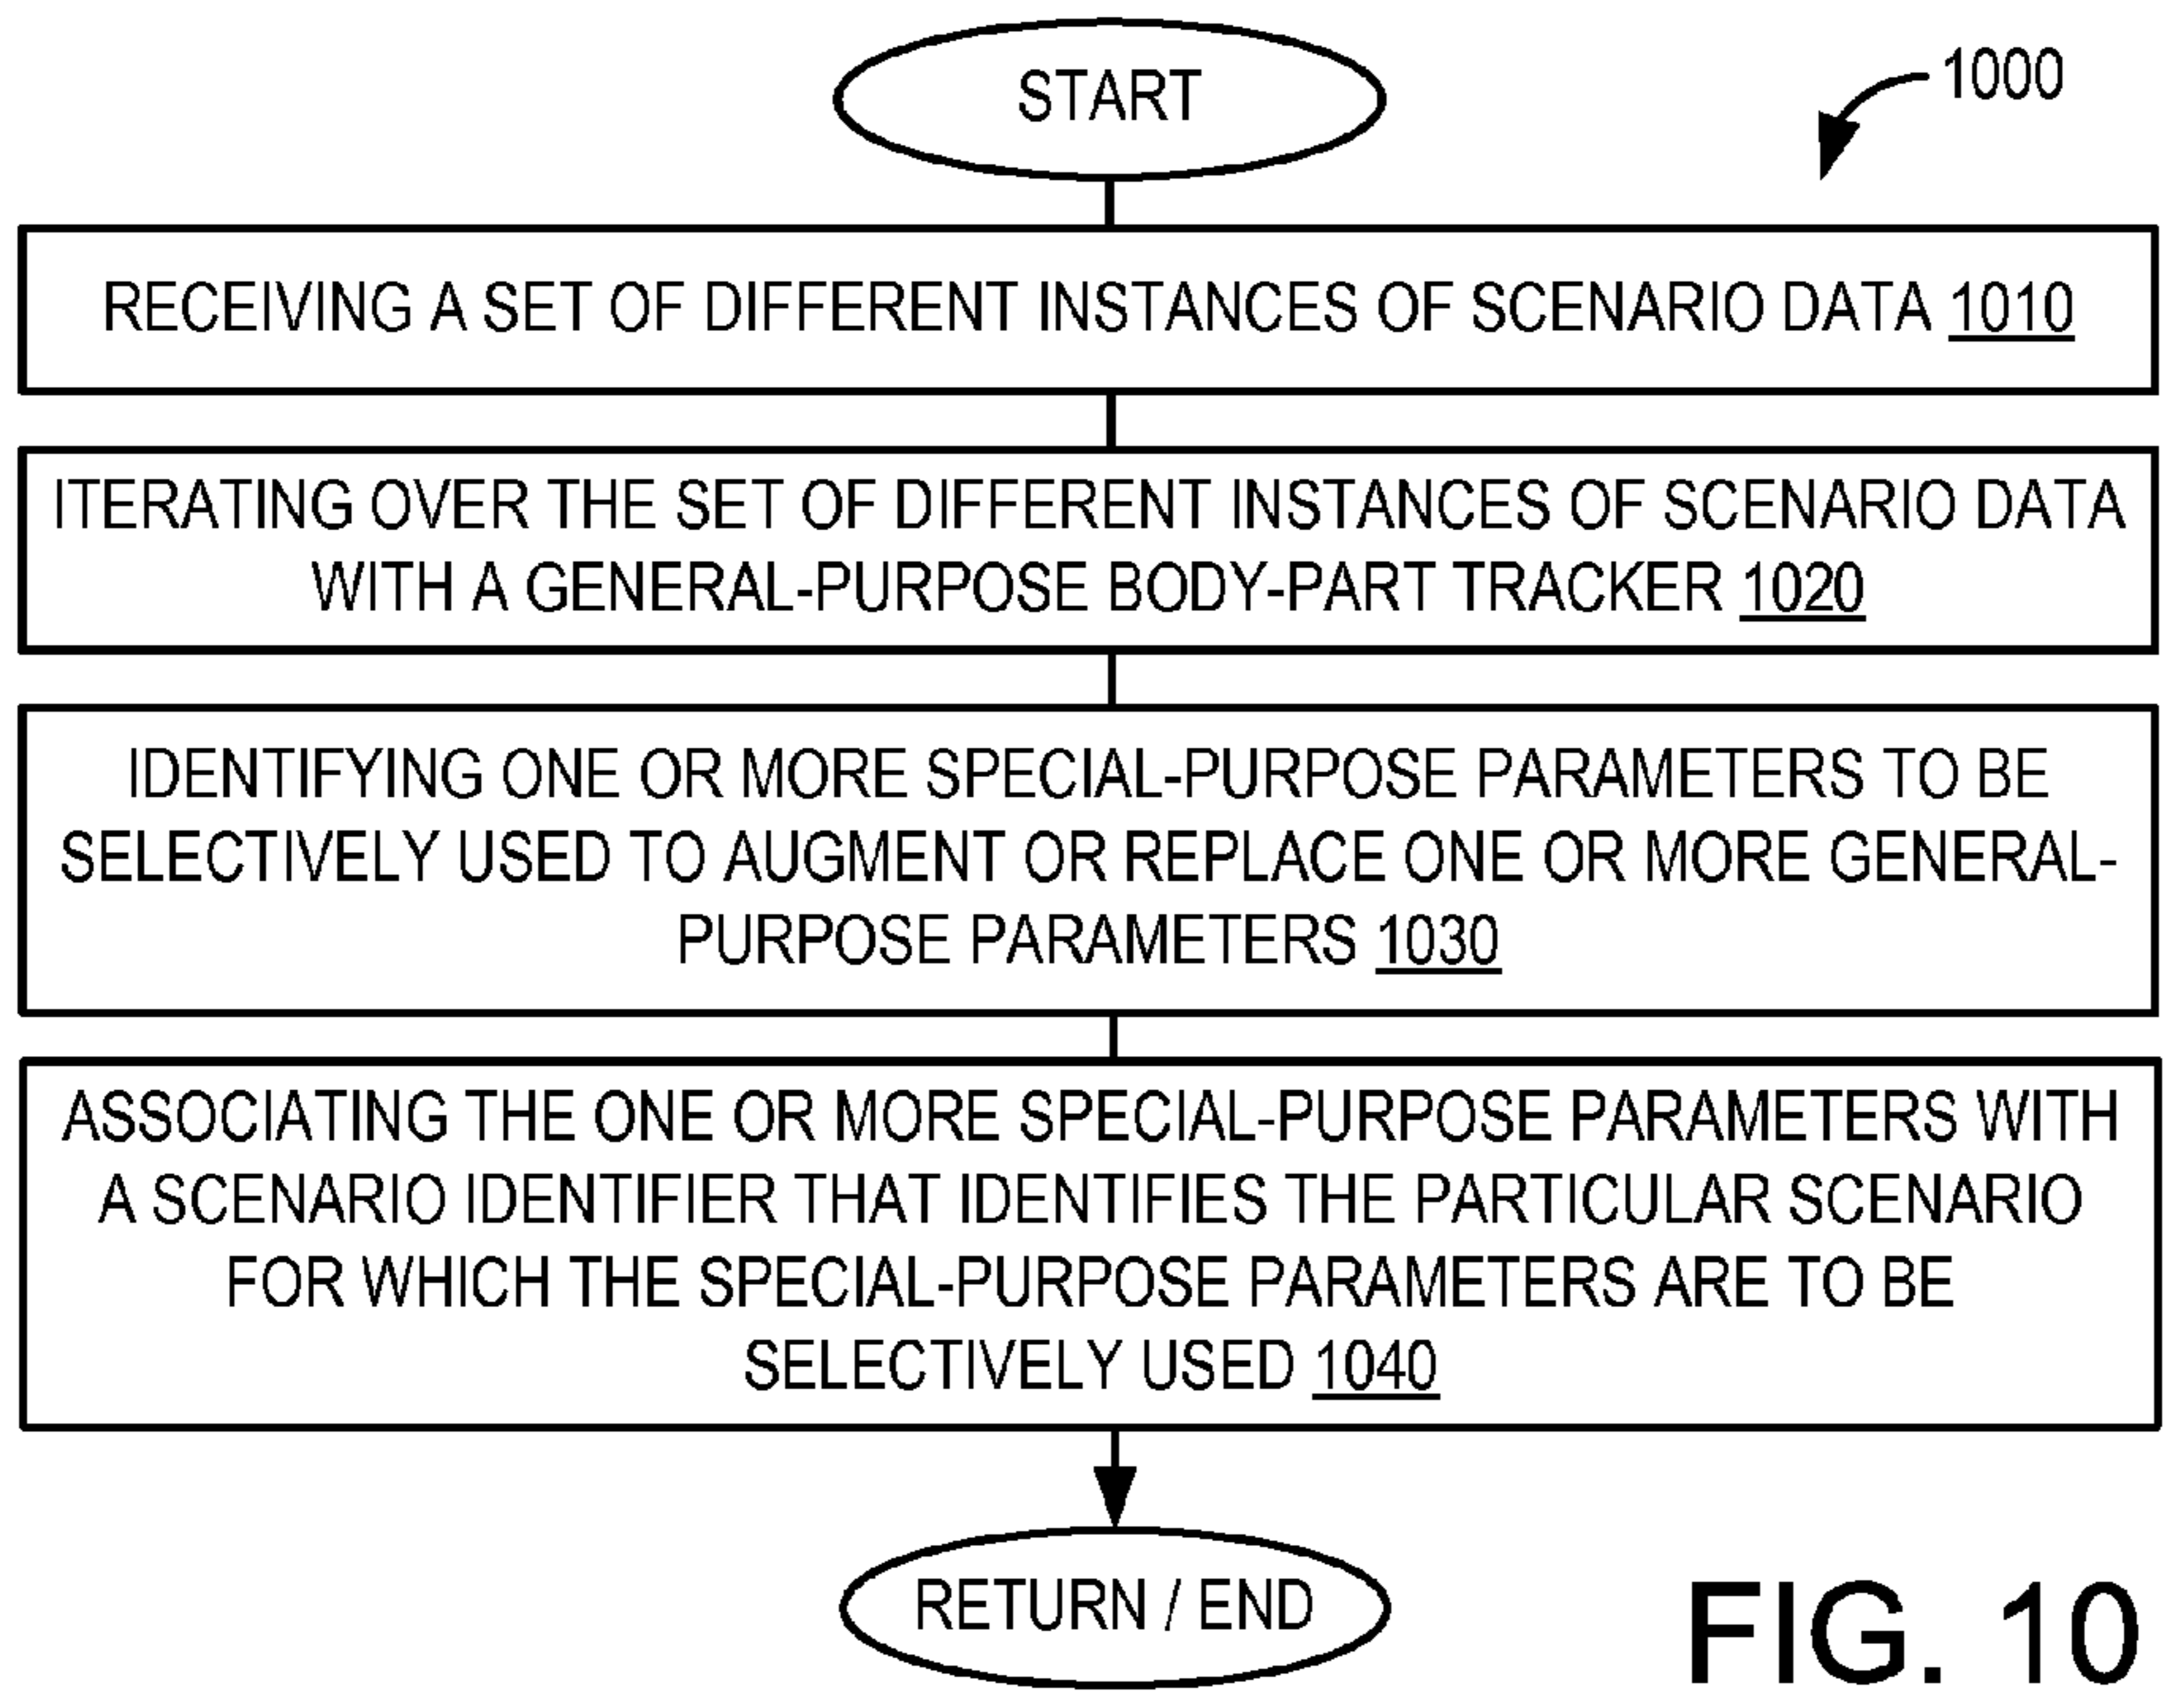 START
1000
RECEIVING A SET OF DIFFERENT INSTANCES OF SCENARIO DATA 1010
ITERATING OVER THE SET OF DIFFERENT INSTANCES OF SCENARIO DATA
WITH A GENERAL-PURPOSE BODY-PART TRACKER 1020
IDENTIFYING ONE OR MORE SPECIAL-PURPOSE PARAMETERS TO BE
SELECTIVELY USED TO AUGMENT OR REPLACE ONE OR MORE GENERAL-
PURPOSE PARAMETERS 1030
ASSOCIATING THE ONE OR MORE SPECIAL-PURPOSE PARAMETERS WITH
A SCENARIO IDENTIFIER THAT IDENTIFIES THE PARTICULAR SCENARIO
FOR WHICH THE SPECIAL-PURPOSE PARAMETERS ARE TO BE
SELECTIVELY USED 1040
RETURN / END
FIG. 10